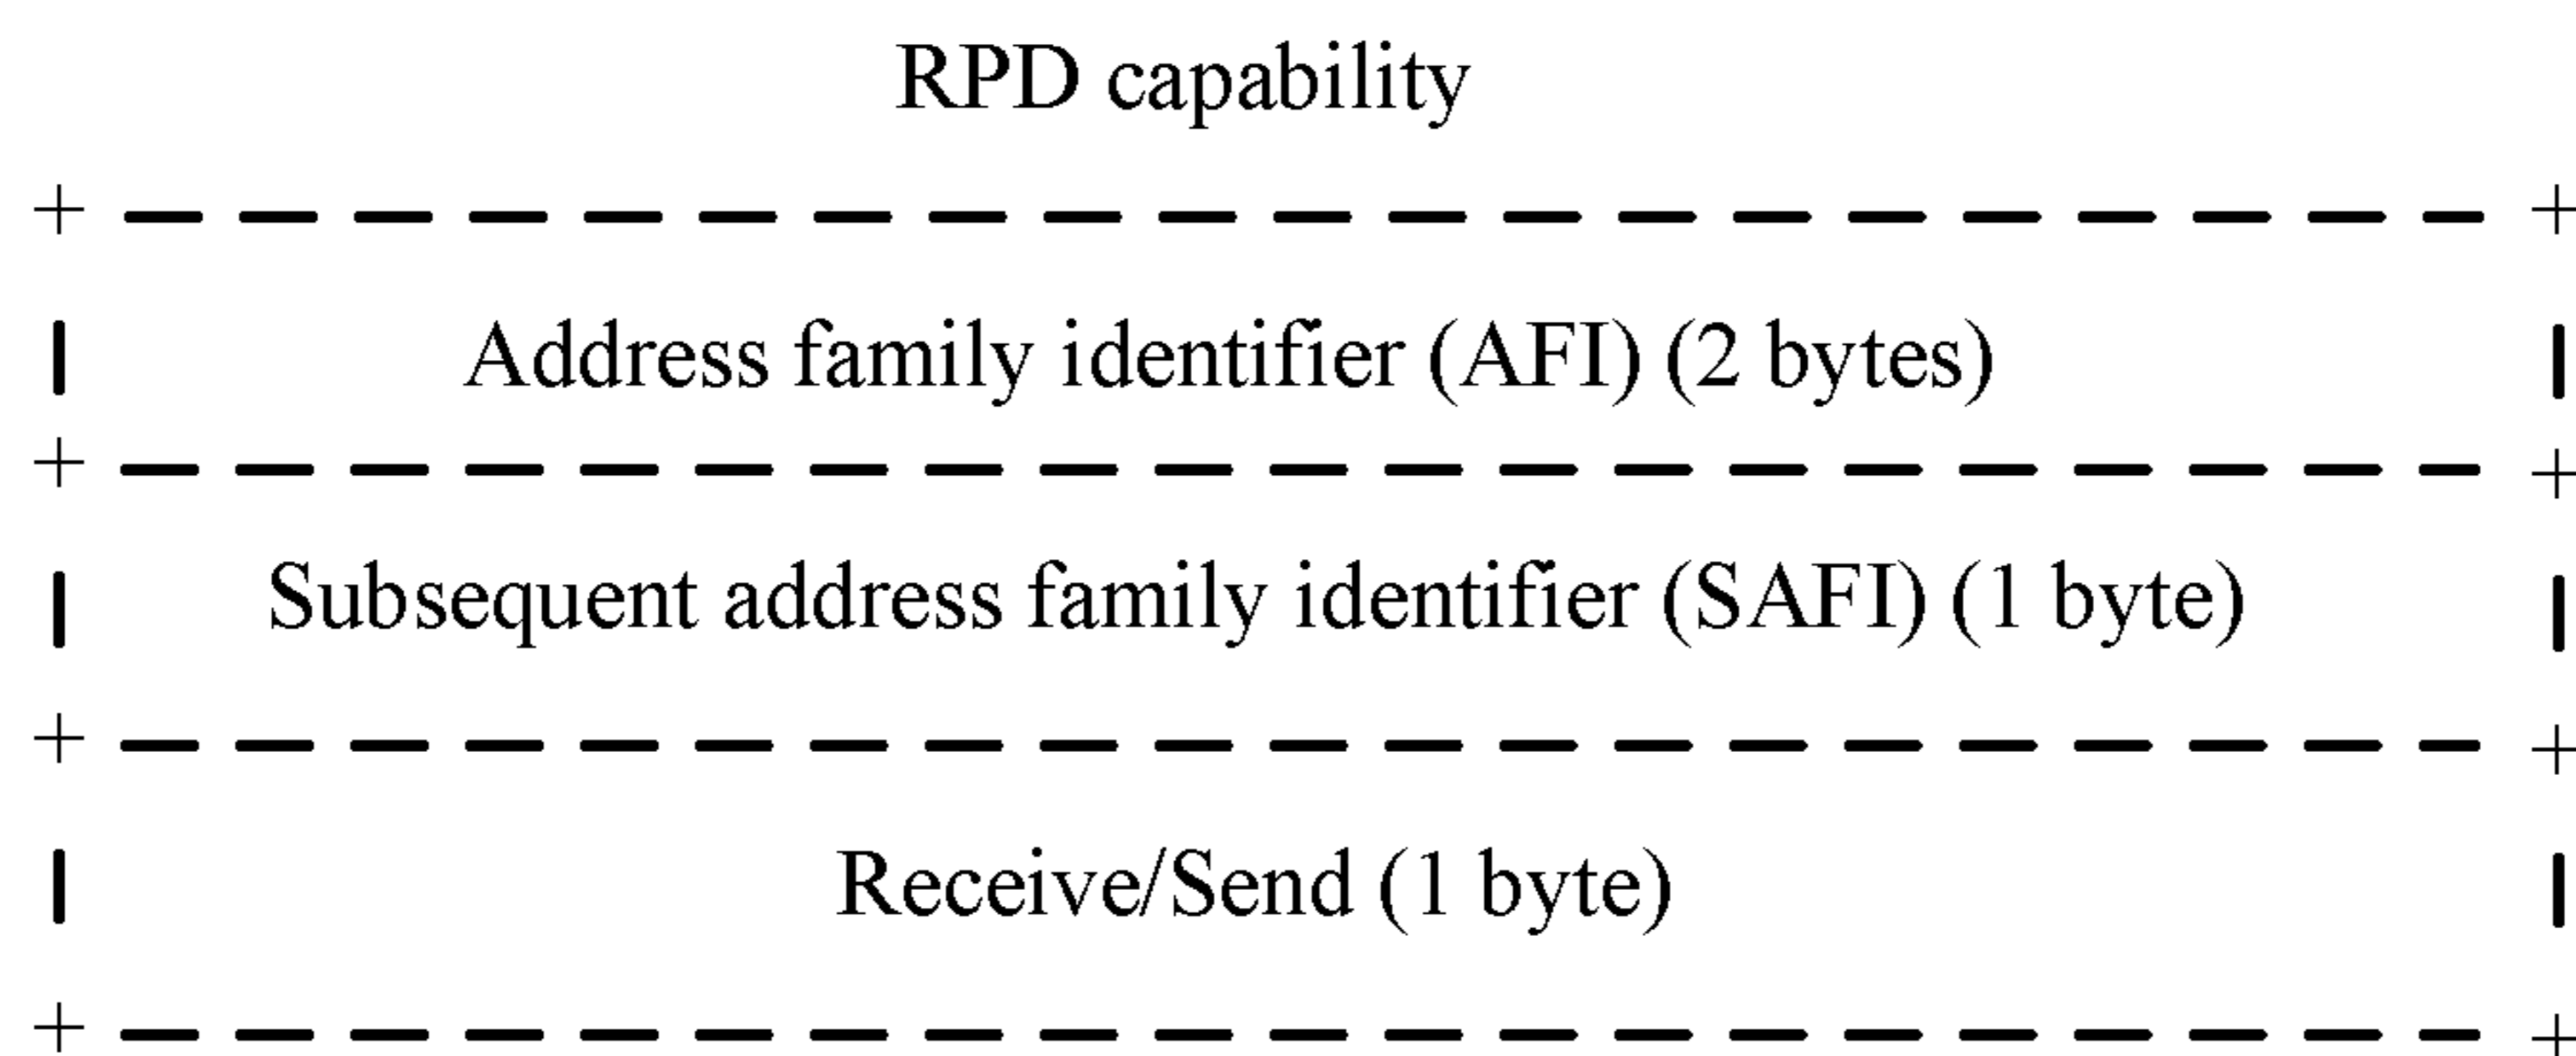 RPD capability
Address family identifier (AFI) (2 bytes)
Subsequent address family identifier (SAFI) (1 byte)
Receive/Send (1 byte)